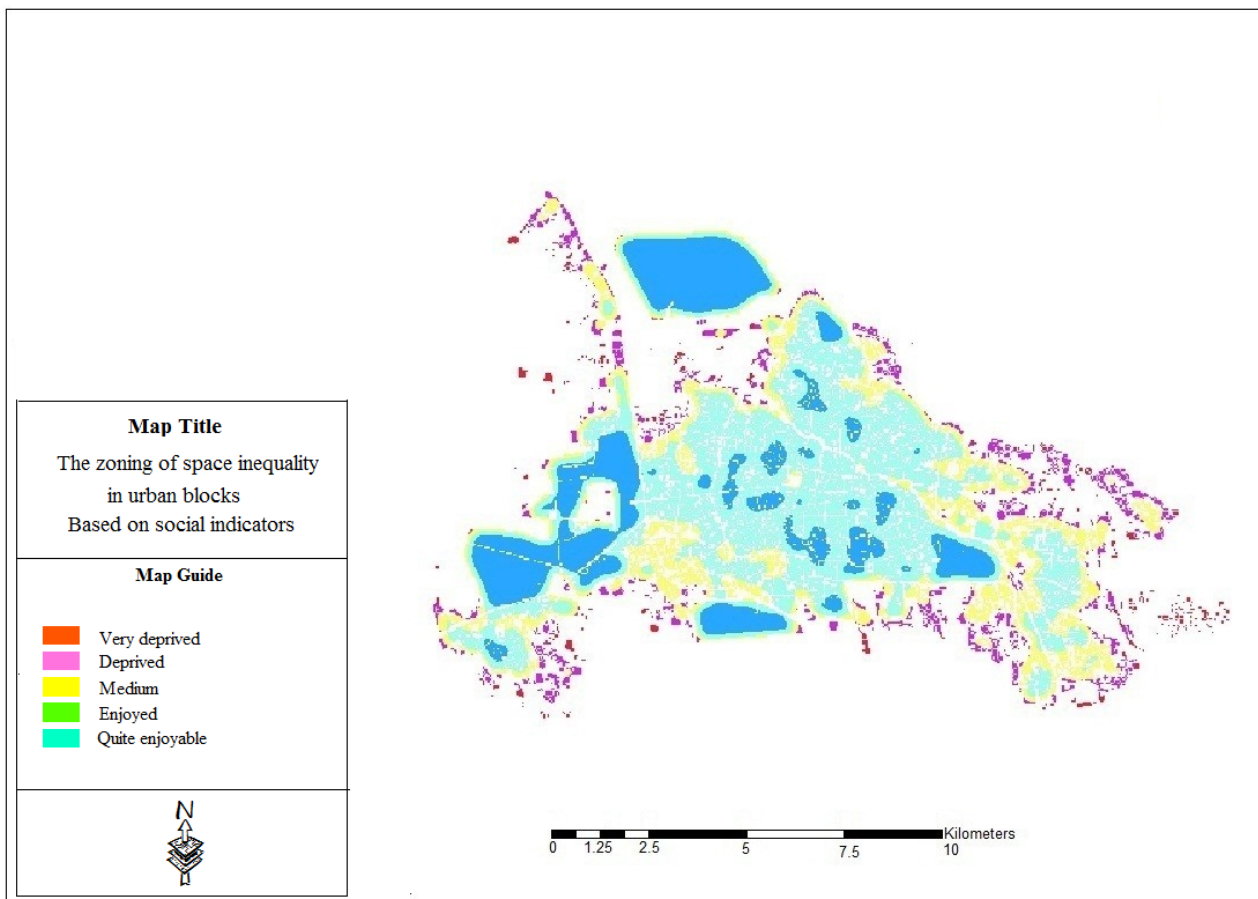 Map Title
The zoning of space inequality
in urban blocks
Based on social indicators
Map Guide
Very deprived
Deprived
Medium
Enjoyed
Quite enjoyable
N
Kilometers
0 1.25 2.5 5 7.5 10